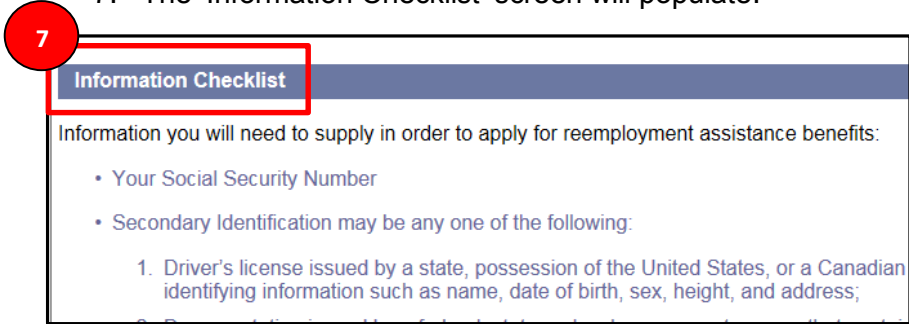 7. The 'Information Checklist' screen will populate.
7
Information Checklist
Information you will need to supply in order to apply for reemployment assistance benefits:
• Your Social Security Number
• Secondary Identification may be any one of the following:
1. Driver's license issued by a state, possession of the United States, or a Canadian
identifying information such as name, date of birth, sex, height, and address;